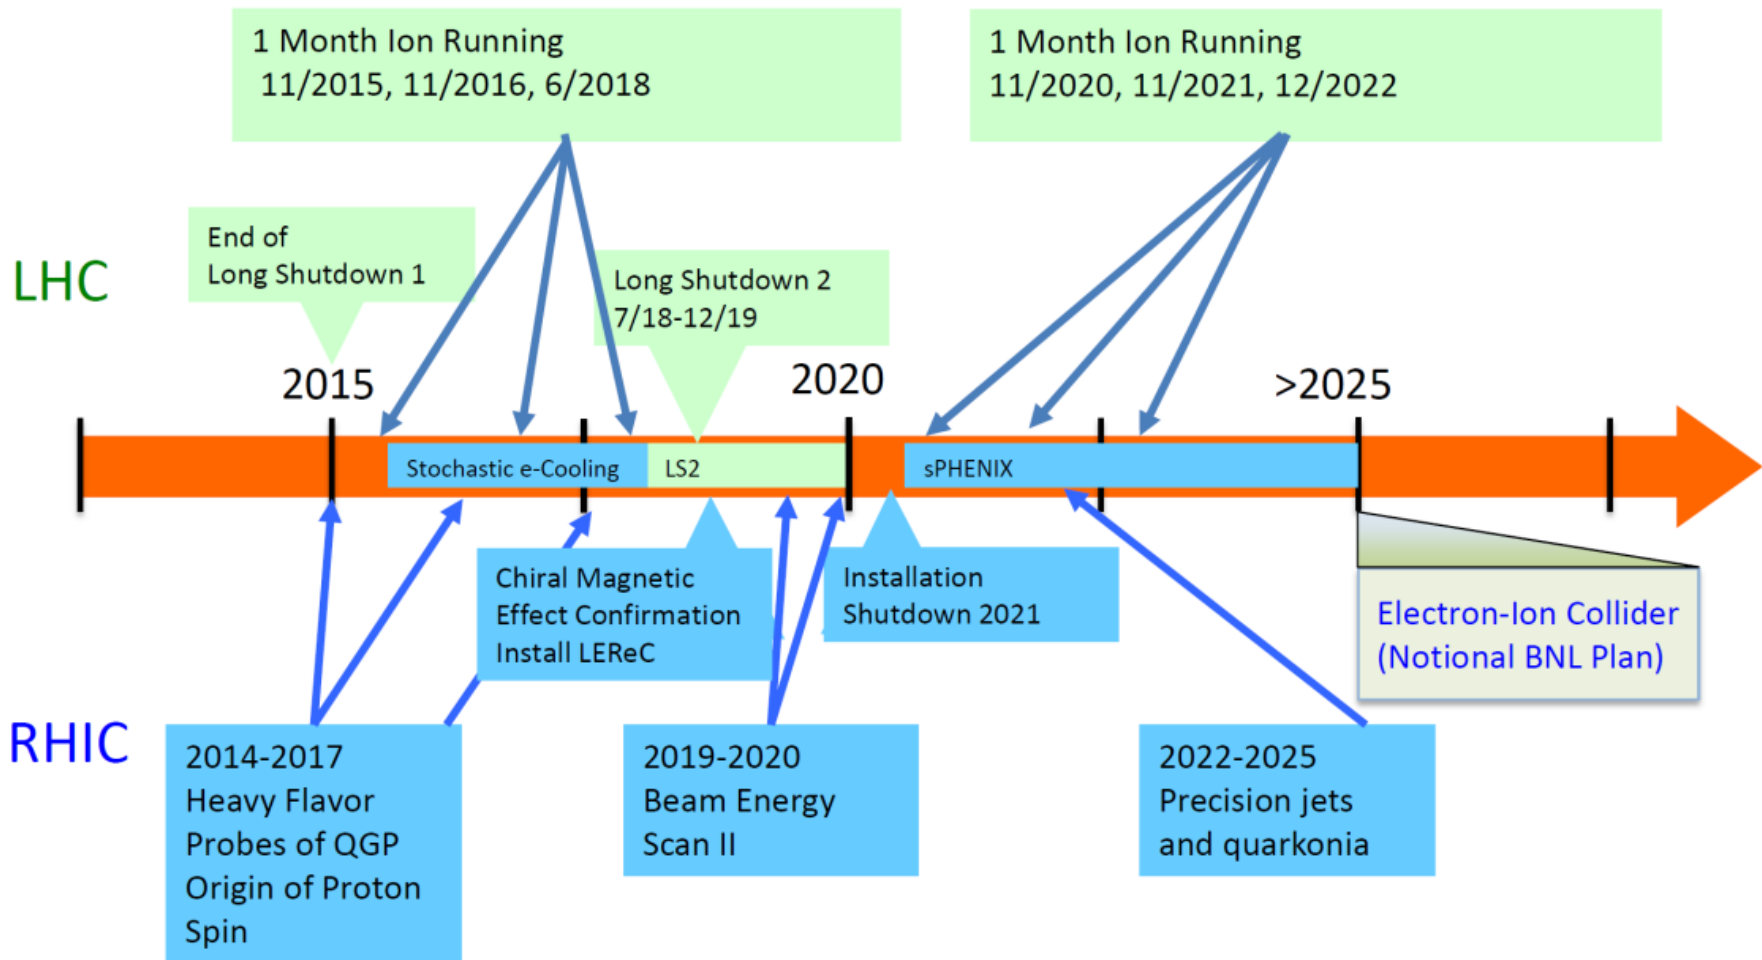 1 Month Ion Running
11/2015, 11/2016, 6/2018
1 Month Ion Running
11/2020, 11/2021, 12/2022
End of
Long Shutdown 1
LHC
Long Shutdown 2
7/18-12/19
2015
2020
>2025
Stochastic e-Cooling
LS2
sPHENIX
Chiral Magnetic
Effect Confirmation
Install LEReC
Installation
Shutdown 2021
Electron-Ion Collider
(Notional BNL Plan)
RHIC
2014-2017
Heavy Flavor
Probes of QGP
Origin of Proton
Spin
2019-2020
Beam Energy
Scan II
2022-2025
Precision jets
and quarkonia